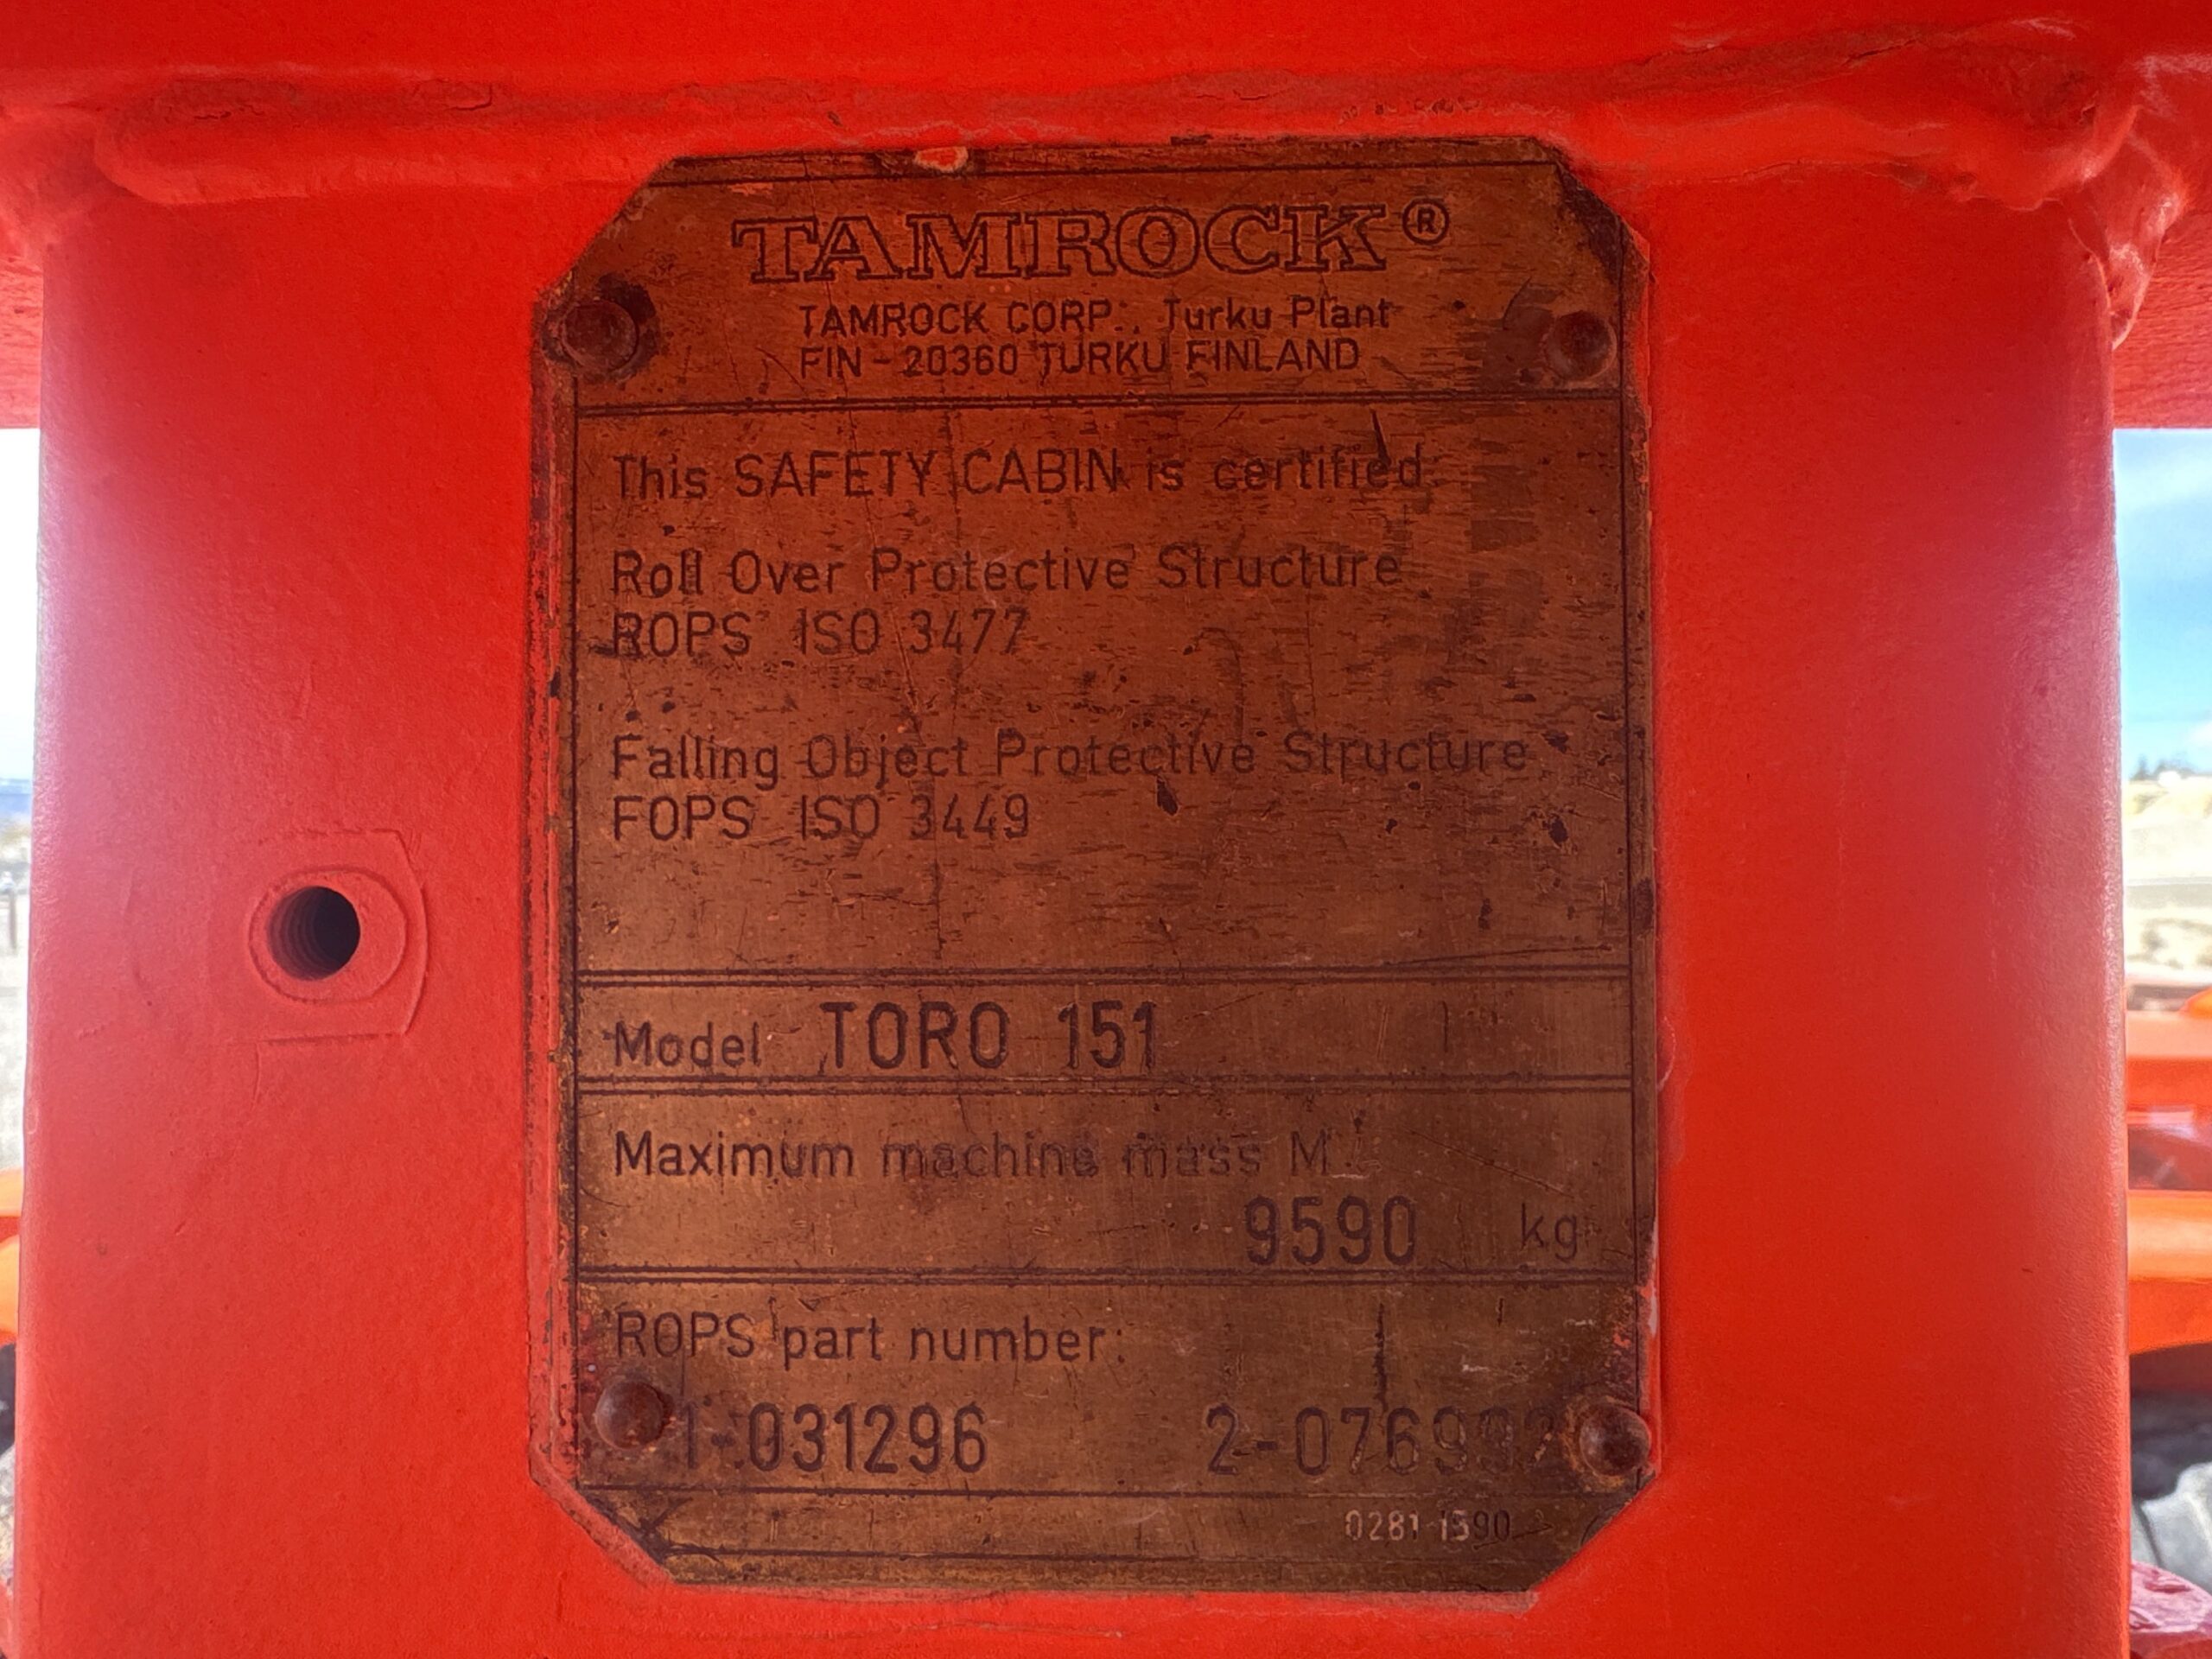 TAMROCK®
TAMROCK CORP., Turku Plant
FIN-20360 TURKU FINLAND
This SAFETY CABIN is certified:
Roll Over Protective Structure
ROPS ISO 3477
Falling Object Protective Structure
FOPS ISO 3449
Model TORO 151
Maximum machine mass M
9590 kg
ROPS part number:
1-031296 2-076992
0281 1590